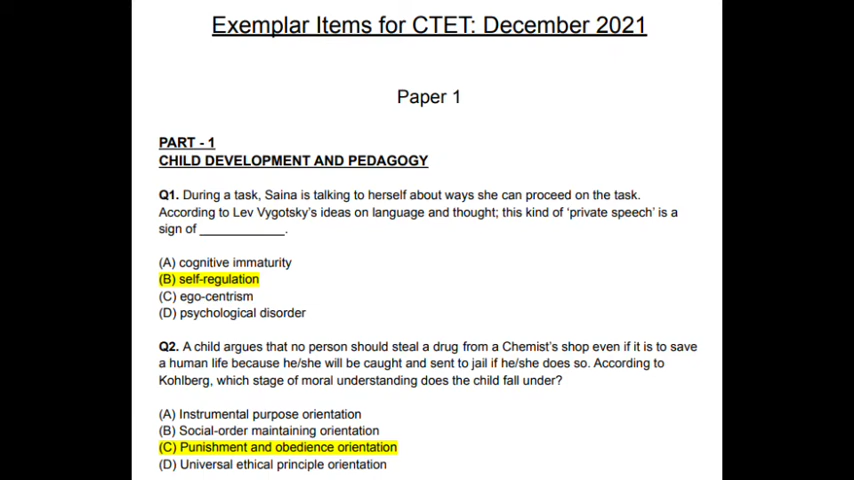 Exemplar Items for CTET: December 2021
Paper 1
PART - 1
CHILD DEVELOPMENT AND PEDAGOGY
Q1. During a task, Saina is talking to herself about ways she can proceed on the task.
According to Lev Vygotsky's ideas on language and thought; this kind of 'private speech' is a
sign of ____________.
(A) cognitive immaturity
(B) self-regulation
(C) ego-centrism
(D) psychological disorder
Q2. A child argues that no person should steal a drug from a Chemist's shop even if it is to save
a human life because he/she will be caught and sent to jail if he/she does so. According to
Kohlberg, which stage of moral understanding does the child fall under?
(A) Instrumental purpose orientation
(B) Social-order maintaining orientation
(C) Punishment and obedience orientation
(D) Universal ethical principle orientation